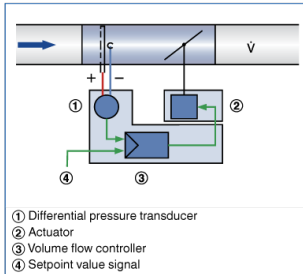 V̇
+ −
①
②
④
③
① Differential pressure transducer
② Actuator
③ Volume flow controller
④ Setpoint value signal